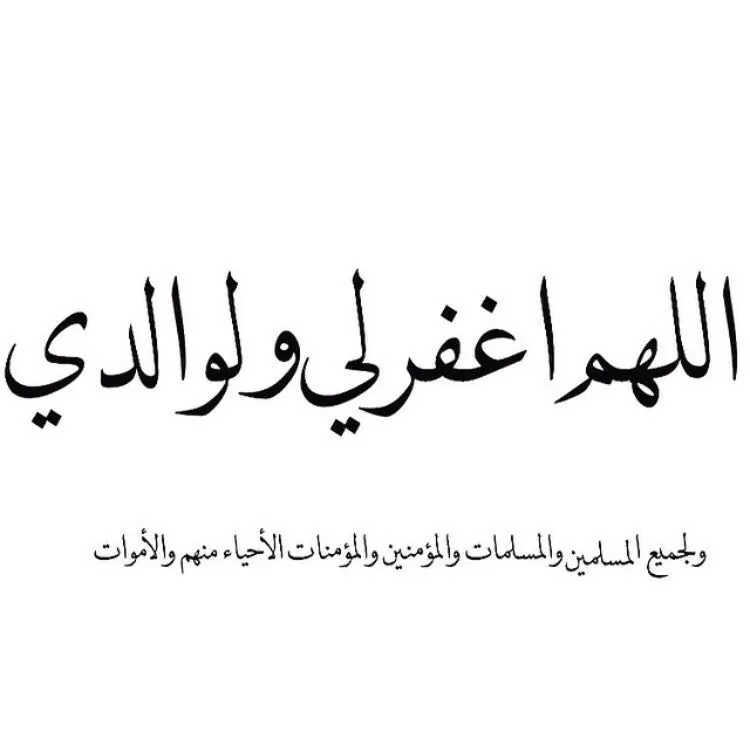 اللهم اغفر لي ولوالدي
ولجميع المسلمين والمسلمات والمؤمنين والمؤمنات الأحياء منهم والأموات